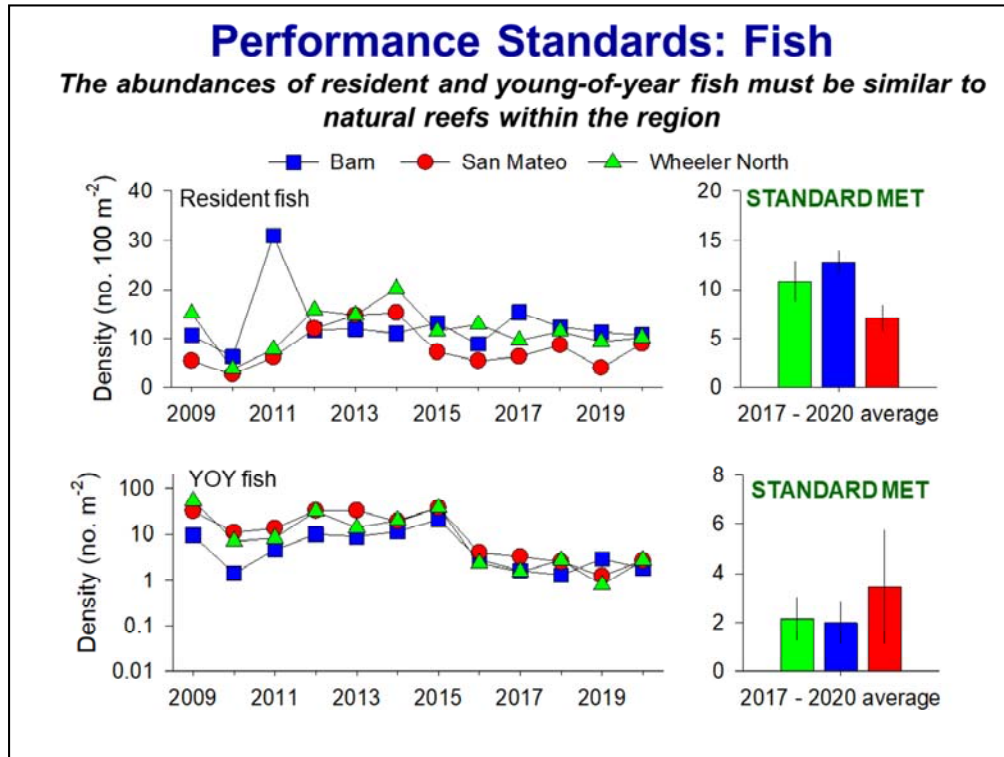 Performance Standards: Fish
The abundances of resident and young-of-year fish must be similar to
natural reefs within the region
Barn San Mateo Wheeler North
Density (no. 100 m⁻²)
40
30
20
10
0
Resident fish
2009 2011 2013 2015 2017 2019
20
15
10
5
0
STANDARD MET
2017 - 2020 average
Density (no. m⁻²)
100
10
1
0.1
0.01
YOY fish
2009 2011 2013 2015 2017 2019
8
6
4
2
0
STANDARD MET
2017 - 2020 average